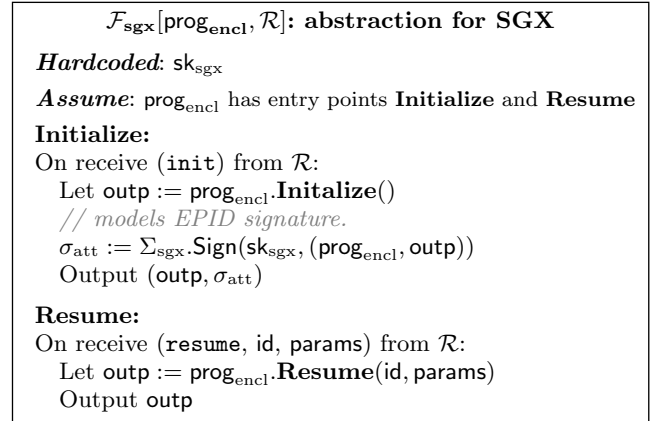 𝓕sgx[prog_encl, 𝓡]: abstraction for SGX
Hardcoded: sk_sgx
Assume: prog_encl has entry points Initialize and Resume
Initialize:
On receive (init) from 𝓡:
Let outp := prog_encl.Initalize()
// models EPID signature.
σ_att := Σ_sgx.Sign(sk_sgx, (prog_encl, outp))
Output (outp, σ_att)
Resume:
On receive (resume, id, params) from 𝓡:
Let outp := prog_encl.Resume(id, params)
Output outp